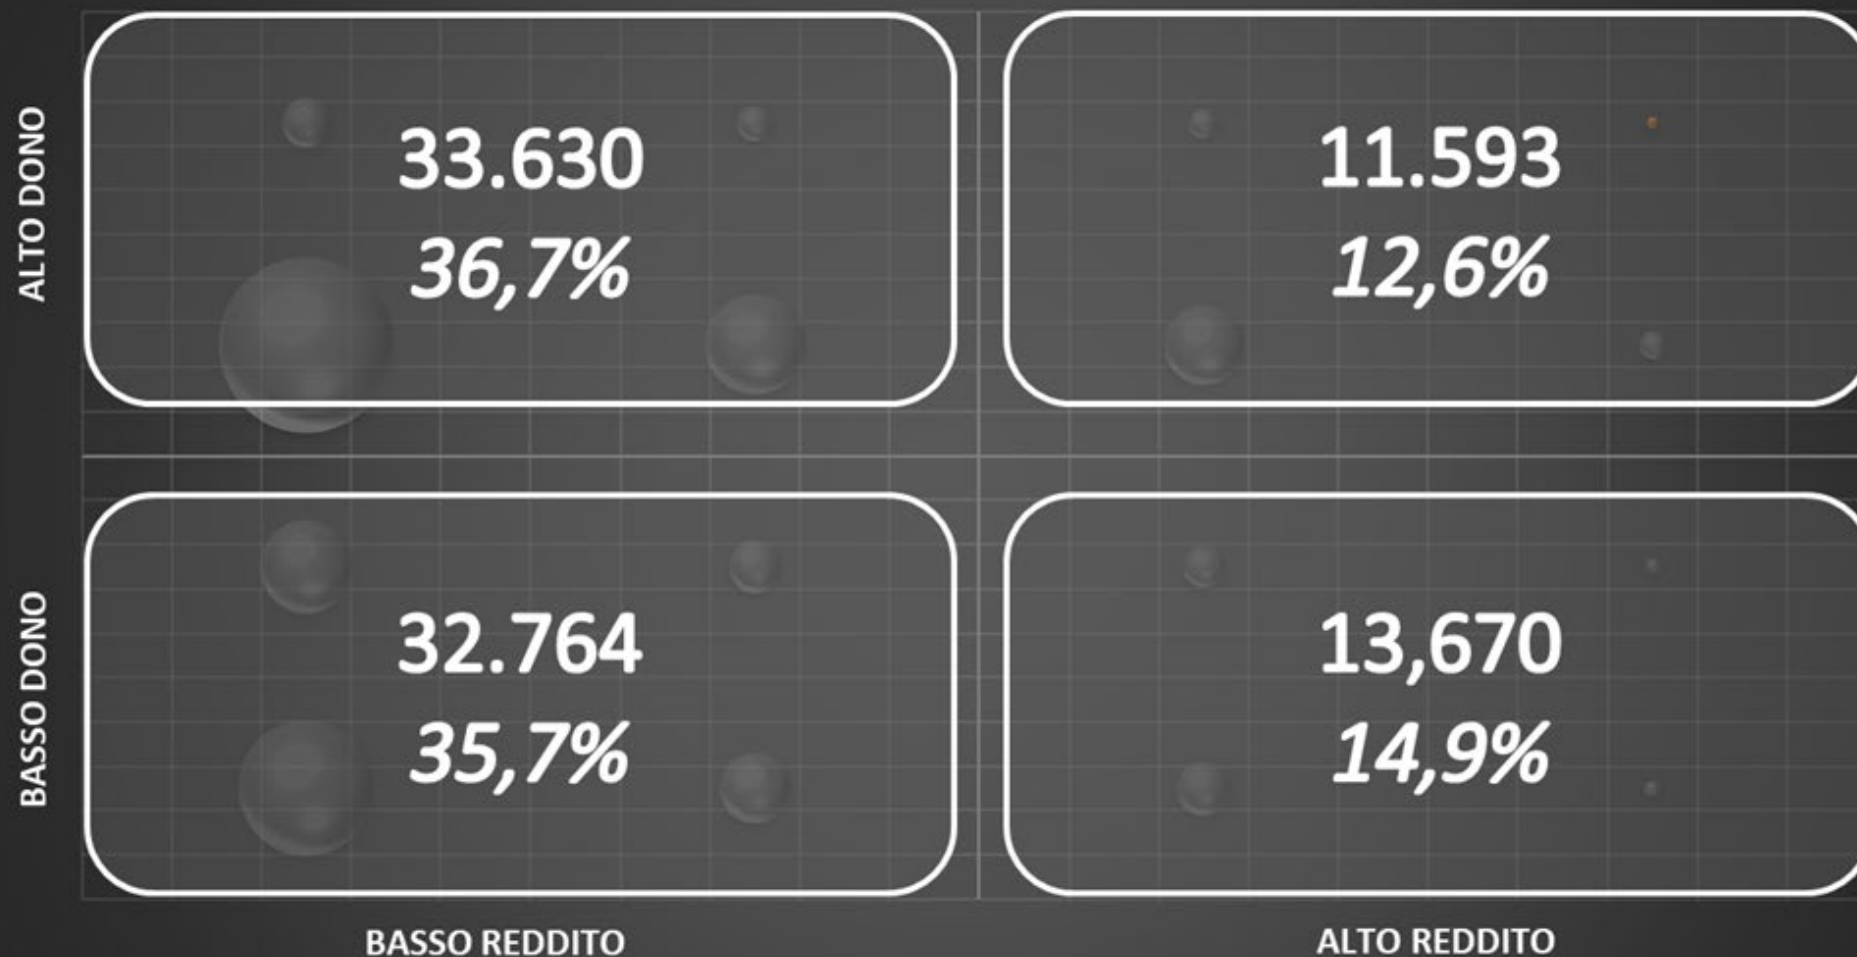 ALTO DONO
33.630
36,7%
11.593
12,6%
BASSO DONO
32.764
35,7%
13,670
14,9%
BASSO REDDITO
ALTO REDDITO